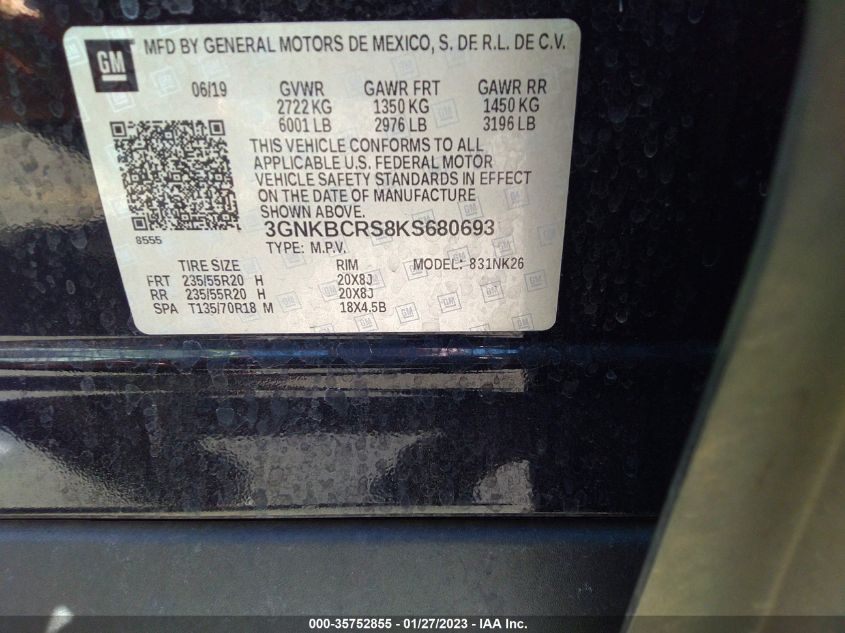 GM MFD BY GENERAL MOTORS DE MEXICO, S. DE R.L. DE C.V.
06/19 GVWR GAWR FRT GAWR RR
2722 KG 1350 KG 1450 KG
6001 LB 2976 LB 3196 LB
THIS VEHICLE CONFORMS TO ALL
APPLICABLE U.S. FEDERAL MOTOR
VEHICLE SAFETY STANDARDS IN EFFECT
ON THE DATE OF MANUFACTURE
SHOWN ABOVE.
8555
3GNKBCRS8KS680693
TYPE: M.P.V.
TIRE SIZE RIM MODEL: 831NK26
FRT 235/55R20 H 20X8J
RR 235/55R20 H 20X8J
SPA T135/70R18 M 18X4.5B
000-35752855 - 01/27/2023 - IAA Inc.